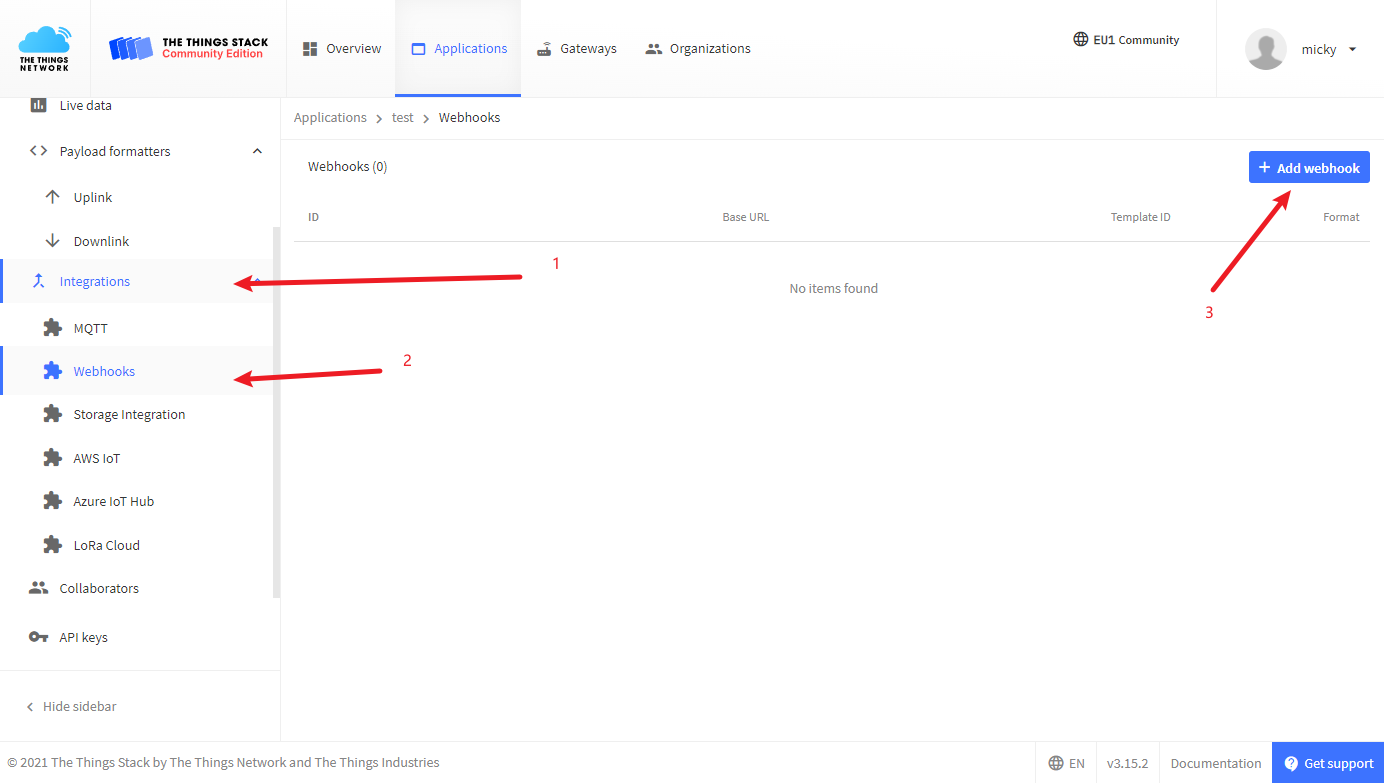 THE THINGS
NETWORK
THE THINGS STACK
Community Edition
Overview
Applications
Gateways
Organizations
EU1 Community
micky
Live data
Payload formatters
Uplink
Downlink
Integrations
MQTT
Webhooks
Storage Integration
AWS IoT
Azure IoT Hub
LoRa Cloud
Collaborators
API keys
Hide sidebar
Applications > test > Webhooks
Webhooks (0)
+ Add webhook
ID Base URL Template ID Format
No items found
1
2
3
© 2021 The Things Stack by The Things Network and The Things Industries
EN
v3.15.2
Documentation
Get support